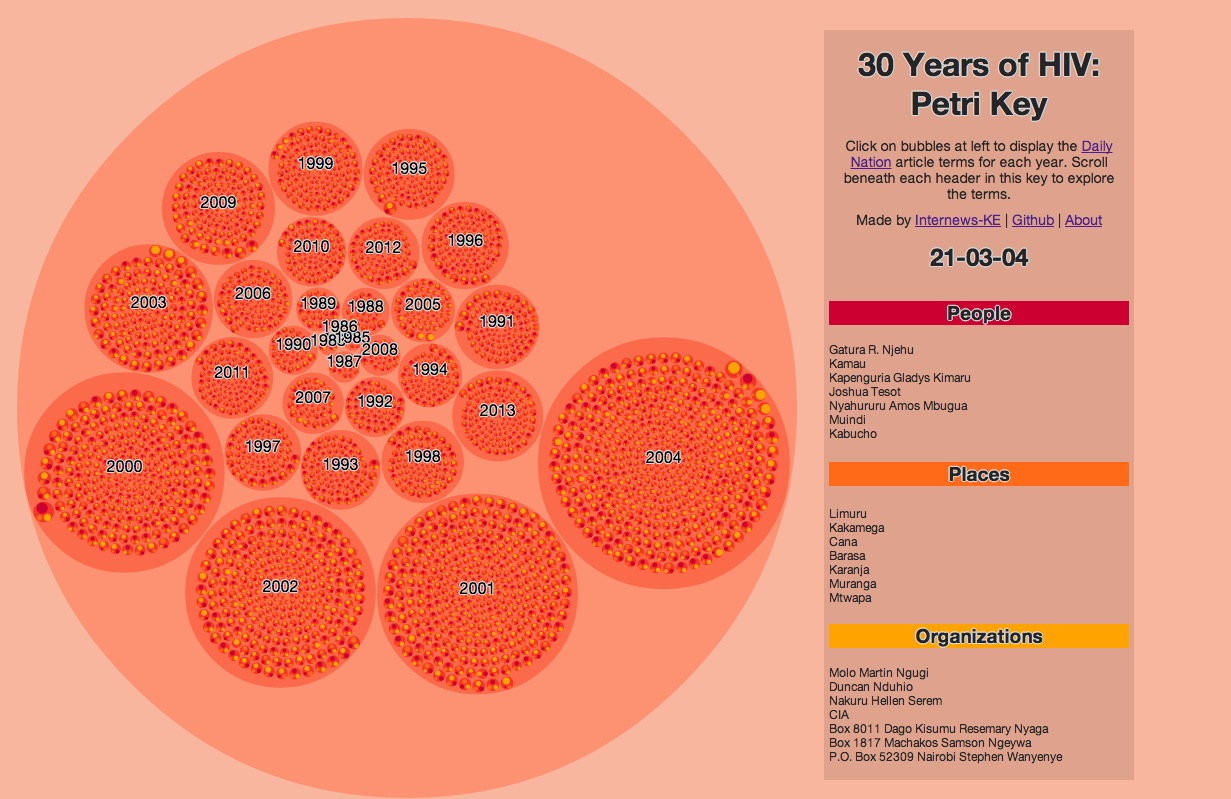 1999
1995
2009
1996
2010
2012
2003
2006
1989
1988
2005
1991
1986
1985
1990
2008
1987
1994
2011
2007
1992
2013
1997
1993
1998
2000
2004
2002
2001
30 Years of HIV:
Petri Key
Click on bubbles at left to display the Daily
Nation article terms for each year. Scroll
beneath each header in this key to explore
the terms.
Made by Internews-KE | Github | About
21-03-04
People
Gatura R. Njehu
Kamau
Kapenguria Gladys Kimaru
Joshua Tesot
Nyahururu Amos Mbugua
Muindi
Kabucho
Places
Limuru
Kakamega
Cana
Barasa
Karanja
Muranga
Mtwapa
Organizations
Molo Martin Ngugi
Duncan Nduhio
Nakuru Hellen Serem
CIA
Box 8011 Dago Kisumu Resemary Nyaga
Box 1817 Machakos Samson Ngeywa
P.O. Box 52309 Nairobi Stephen Wanyenye